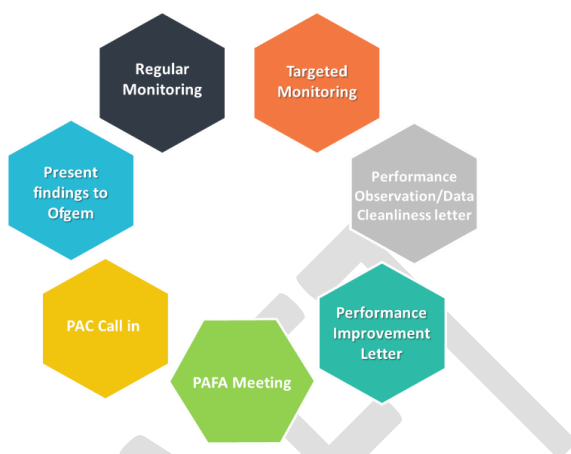 Regular
Monitoring
Targeted
Monitoring
Performance
Observation/Data
Cleanliness letter
Performance
Improvement
Letter
PAFA Meeting
PAC Call in
Present
findings to
Ofgem